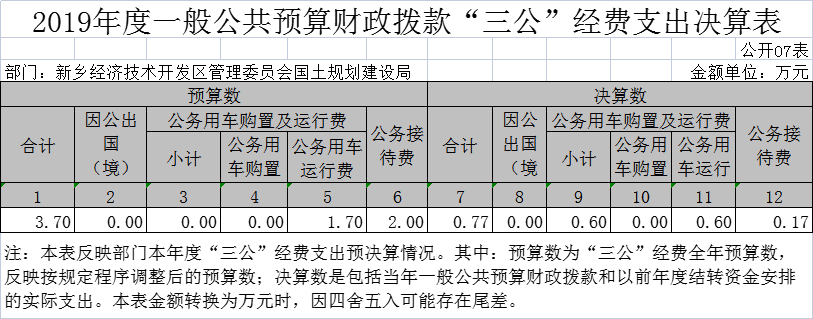 2019年度一般公共预算财政拨款“三公”经费支出决算表
公开07表
部门：新乡经济技术开发区管理委员会国土规划建设局 金额单位：万元
预算数 决算数
合计 因公出国（境） 公务用车购置及运行费 公务接待费 合计 因公出国（境 公务用车购置及运行费 公务接待费
小计 公务用车购置 公务用车运行费 小计 公务用车购置 公务用车运行
1 2 3 4 5 6 7 8 9 10 11 12
3.70 0.00 0.00 0.00 1.70 2.00 0.77 0.00 0.60 0.00 0.60 0.17
注：本表反映部门本年度“三公”经费支出预决算情况。其中：预算数为“三公”经费全年预算数，
反映按规定程序调整后的预算数；决算数是包括当年一般公共预算财政拨款和以前年度结转资金安排
的实际支出。本表金额转换为万元时，因四舍五入可能存在尾差。